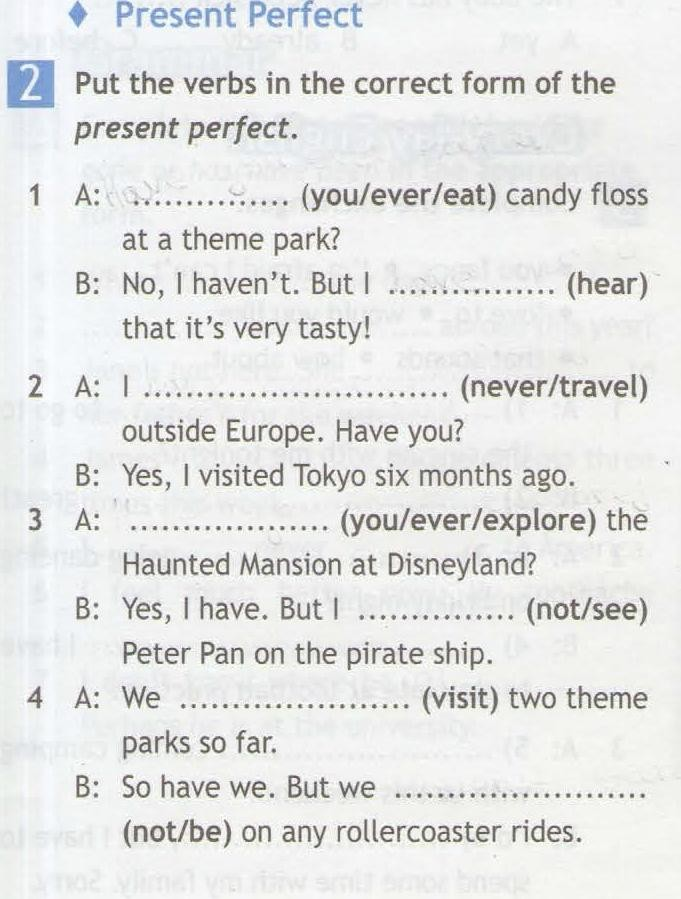 ♦ Present Perfect
2 Put the verbs in the correct form of the
present perfect.
1 A: ................ (you/ever/eat) candy floss
at a theme park?
B: No, I haven't. But I ................. (hear)
that it's very tasty!
2 A: I ............................... (never/travel)
outside Europe. Have you?
B: Yes, I visited Tokyo six months ago.
3 A: .................... (you/ever/explore) the
Haunted Mansion at Disneyland?
B: Yes, I have. But I ................ (not/see)
Peter Pan on the pirate ship.
4 A: We ....................... (visit) two theme
parks so far.
B: So have we. But we ...........................
(not/be) on any rollercoaster rides.